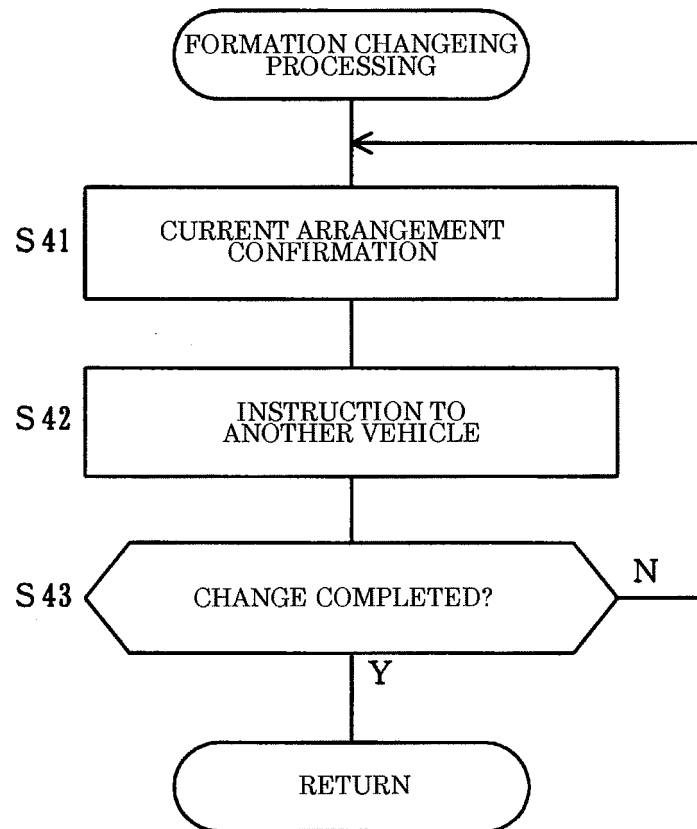 FORMATION CHANGEING
PROCESSING
S41
CURRENT ARRANGEMENT
CONFIRMATION
S42
INSTRUCTION TO
ANOTHER VEHICLE
S43
CHANGE COMPLETED?
N
Y
RETURN